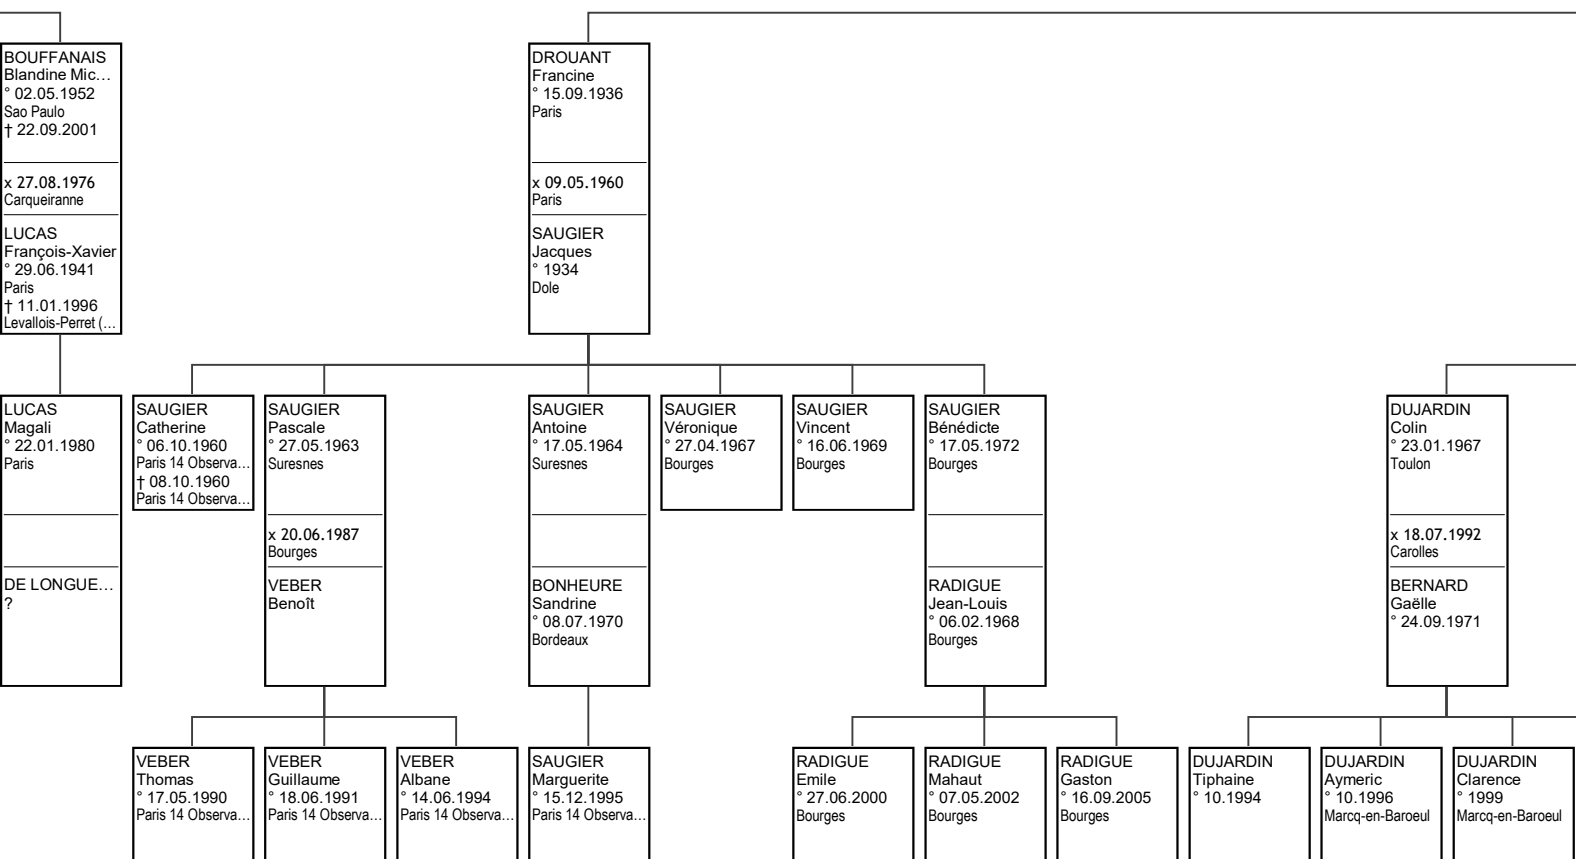 BOUFFANAIS
Blandine Mic…
° 02.05.1952
Sao Paulo
† 22.09.2001
x 27.08.1976
Carqueiranne
LUCAS
François-Xavier
° 29.06.1941
Paris
† 11.01.1996
Levallois-Perret (…
DROUANT
Francine
° 15.09.1936
Paris
x 09.05.1960
Paris
SAUGIER
Jacques
° 1934
Dole
LUCAS
Magali
° 22.01.1980
Paris
DE LONGUE…
?
SAUGIER
Catherine
° 06.10.1960
Paris 14 Observa…
† 08.10.1960
Paris 14 Observa…
SAUGIER
Pascale
° 27.05.1963
Suresnes
x 20.06.1987
Bourges
VEBER
Benoît
SAUGIER
Antoine
° 17.05.1964
Suresnes
BONHEURE
Sandrine
° 08.07.1970
Bordeaux
SAUGIER
Véronique
° 27.04.1967
Bourges
SAUGIER
Vincent
° 16.06.1969
Bourges
SAUGIER
Bénédicte
° 17.05.1972
Bourges
RADIGUE
Jean-Louis
° 06.02.1968
Bourges
DUJARDIN
Colin
° 23.01.1967
Toulon
x 18.07.1992
Carolles
BERNARD
Gaëlle
° 24.09.1971
VEBER
Thomas
° 17.05.1990
Paris 14 Observa…
VEBER
Guillaume
° 18.06.1991
Paris 14 Observa…
VEBER
Albane
° 14.06.1994
Paris 14 Observa…
SAUGIER
Marguerite
° 15.12.1995
Paris 14 Observa…
RADIGUE
Emile
° 27.06.2000
Bourges
RADIGUE
Mahaut
° 07.05.2002
Bourges
RADIGUE
Gaston
° 16.09.2005
Bourges
DUJARDIN
Tiphaine
° 10.1994
DUJARDIN
Aymeric
° 10.1996
Marcq-en-Baroeul
DUJARDIN
Clarence
° 1999
Marcq-en-Baroeul